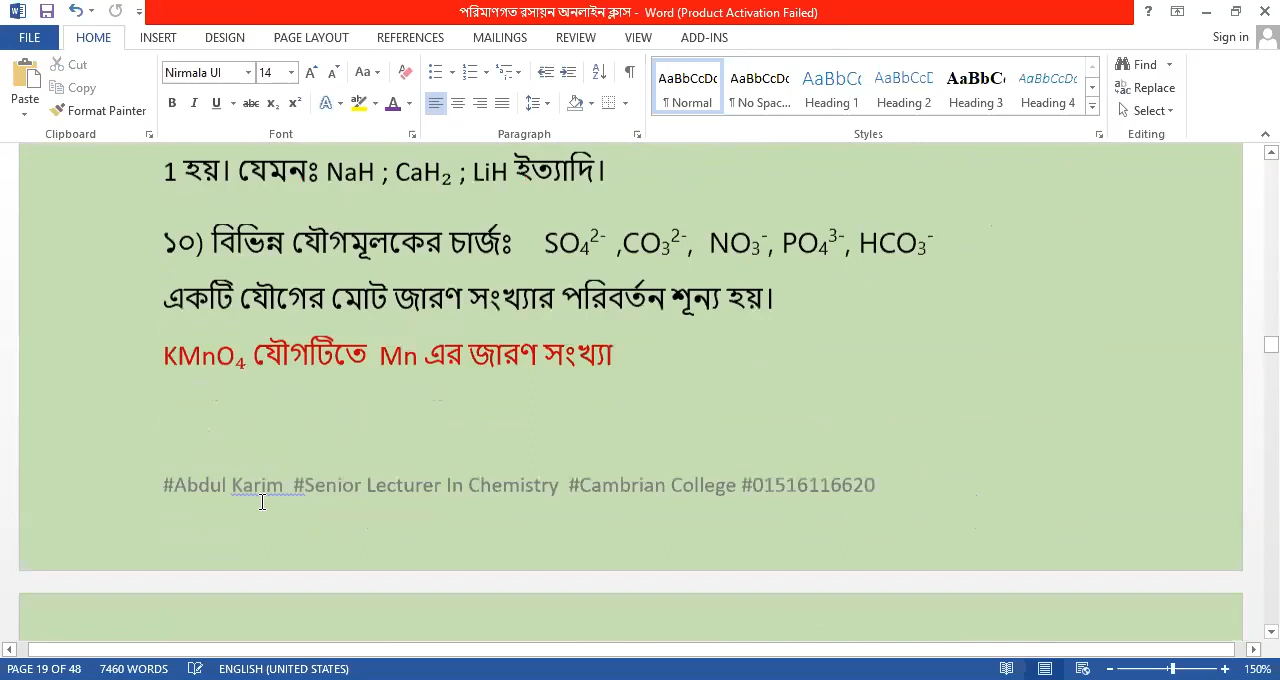 পরিমাণগত রসায়ন অনলাইন ক্লাস - Word (Product Activation Failed)
FILE HOME INSERT DESIGN PAGE LAYOUT REFERENCES MAILINGS REVIEW VIEW ADD-INS Sign in
Paste
Cut
Copy
Format Painter
Clipboard
Nirmala UI 14
Font
Paragraph
AaBbCcDc AaBbCcDc AaBbCc AaBbCcD AaBbC AaBbCcDc
¶ Normal ¶ No Spac... Heading 1 Heading 2 Heading 3 Heading 4
Styles
Find
Replace
Select
Editing
1 হয়। যেমনঃ NaH ; CaH₂ ; LiH ইত্যাদি।
১০) বিভিন্ন যৌগমূলকের চার্জঃ SO₄²⁻ ,CO₃²⁻, NO₃⁻, PO₄³⁻, HCO₃⁻
একটি যৌগের মোট জারণ সংখ্যার পরিবর্তন শূন্য হয়।
KMnO₄ যৌগটিতে Mn এর জারণ সংখ্যা
#Abdul Karim #Senior Lecturer In Chemistry #Cambrian College #01516116620
PAGE 19 OF 48 7460 WORDS ENGLISH (UNITED STATES) 150%